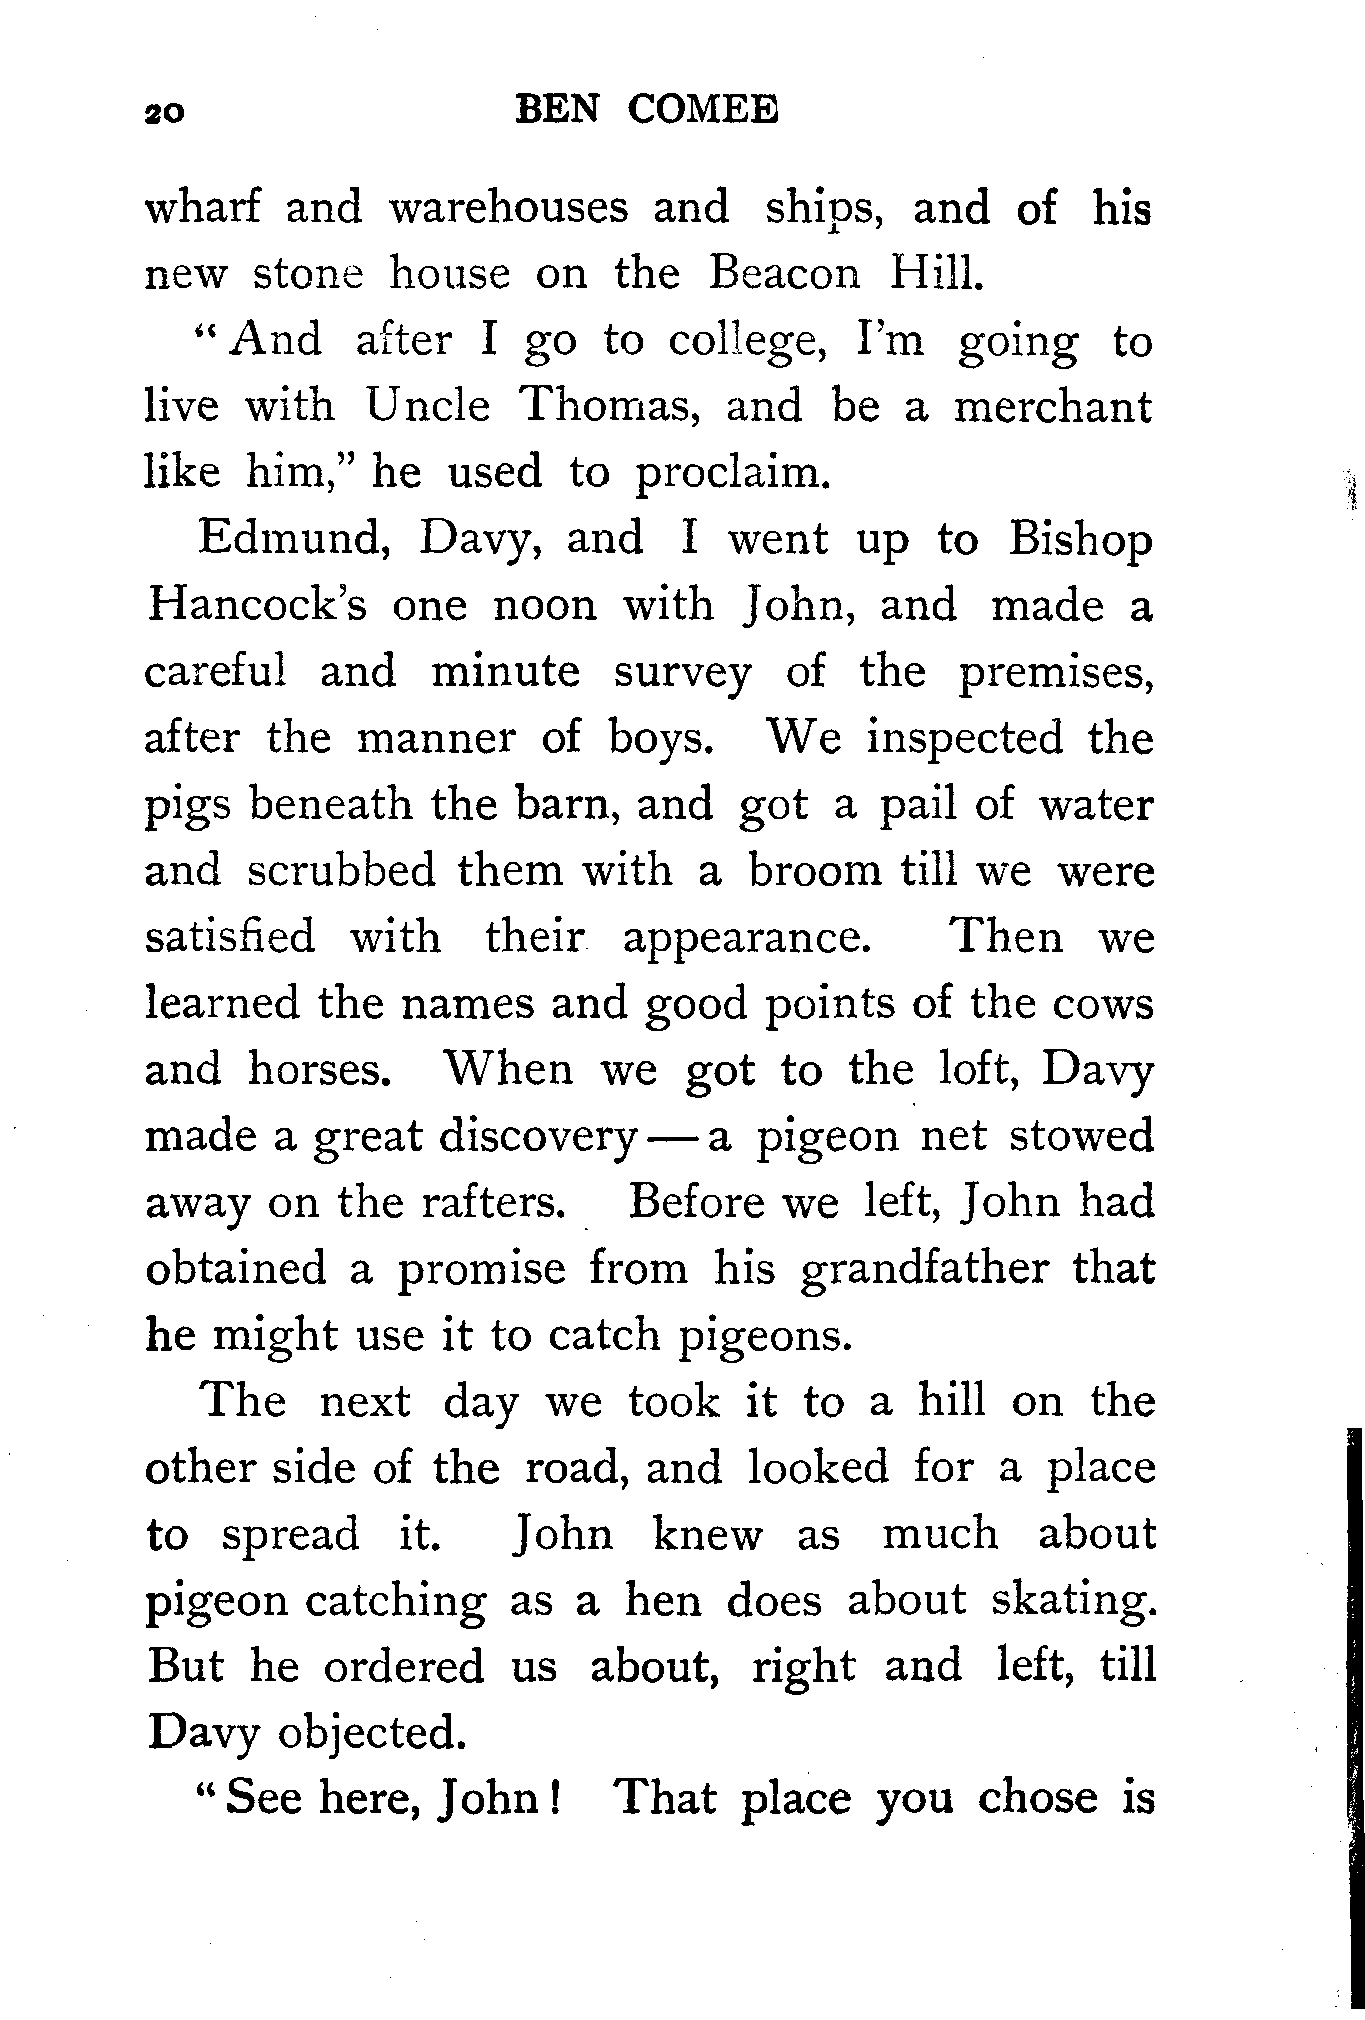 20 BEN COMEE
wharf and warehouses and ships, and of his
new stone house on the Beacon Hill.
“And after I go to college, I’m going to
live with Uncle Thomas, and be a merchant
like him,” he used to proclaim.
Edmund, Davy, and I went up to Bishop
Hancock’s one noon with John, and made a
careful and minute survey of the premises,
after the manner of boys. We inspected the
pigs beneath the barn, and got a pail of water
and scrubbed them with a broom till we were
satisfied with their appearance. Then we
learned the names and good points of the cows
and horses. When we got to the loft, Davy
made a great discovery — a pigeon net stowed
away on the rafters. Before we left, John had
obtained a promise from his grandfather that
he might use it to catch pigeons.
The next day we took it to a hill on the
other side of the road, and looked for a place
to spread it. John knew as much about
pigeon catching as a hen does about skating.
But he ordered us about, right and left, till
Davy objected.
“See here, John! That place you chose is